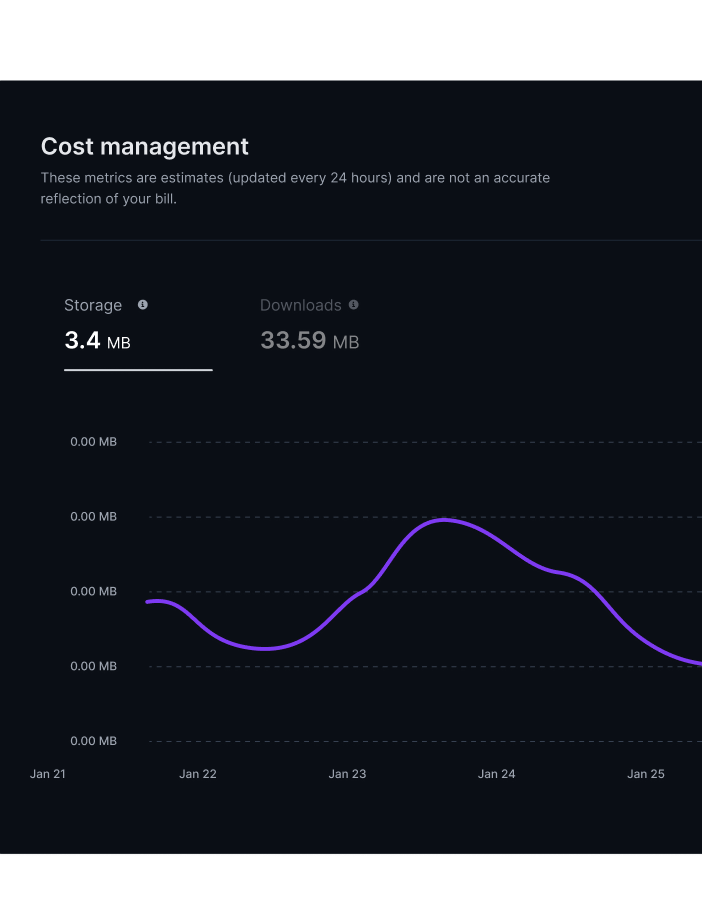 Cost management
These metrics are estimates (updated every 24 hours) and are not an accurate
reflection of your bill.
Storage
Downloads
3.4 MB
33.59 MB
0.00 MB
0.00 MB
0.00 MB
0.00 MB
0.00 MB
Jan 21 Jan 22 Jan 23 Jan 24 Jan 25